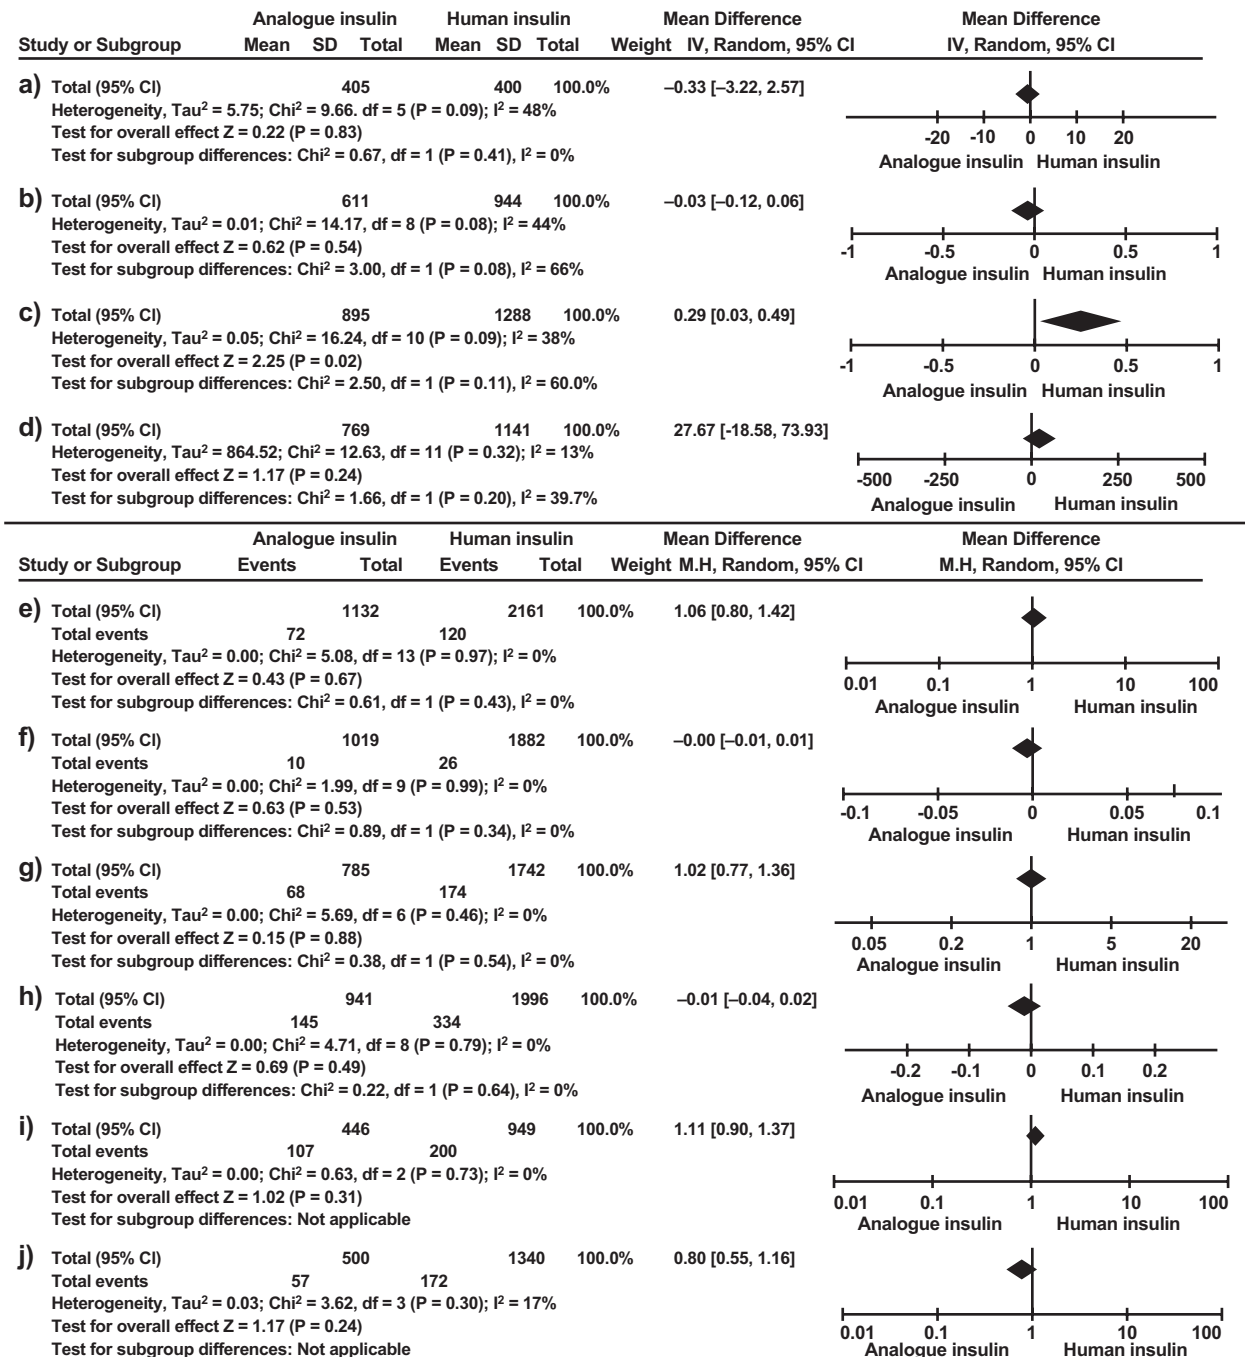 Analogue insulin Human insulin Mean Difference Mean Difference
Study or Subgroup Mean SD Total Mean SD Total Weight IV, Random, 95% CI IV, Random, 95% CI
a) Total (95% CI) 405 400 100.0% –0.33 [–3.22, 2.57]
Heterogeneity, Tau² = 5.75; Chi² = 9.66. df = 5 (P = 0.09); I² = 48%
Test for overall effect Z = 0.22 (P = 0.83)
-20 -10 0 10 20
Test for subgroup differences: Chi² = 0.67, df = 1 (P = 0.41), I² = 0%
Analogue insulin Human insulin
b) Total (95% CI) 611 944 100.0% –0.03 [–0.12, 0.06]
Heterogeneity, Tau² = 0.01; Chi² = 14.17, df = 8 (P = 0.08); I² = 44%
Test for overall effect Z = 0.62 (P = 0.54)
-1 -0.5 0 0.5 1
Test for subgroup differences: Chi² = 3.00, df = 1 (P = 0.08), I² = 66%
Analogue insulin Human insulin
c) Total (95% CI) 895 1288 100.0% 0.29 [0.03, 0.49]
Heterogeneity, Tau² = 0.05; Chi² = 16.24, df = 10 (P = 0.09); I² = 38%
Test for overall effect Z = 2.25 (P = 0.02)
-1 -0.5 0 0.5 1
Test for subgroup differences: Chi² = 2.50, df = 1 (P = 0.11), I² = 60.0%
Analogue insulin Human insulin
d) Total (95% CI) 769 1141 100.0% 27.67 [-18.58, 73.93]
Heterogeneity, Tau² = 864.52; Chi² = 12.63, df = 11 (P = 0.32); I² = 13%
Test for overall effect Z = 1.17 (P = 0.24)
-500 -250 0 250 500
Test for subgroup differences: Chi² = 1.66, df = 1 (P = 0.20), I² = 39.7%
Analogue insulin Human insulin
Analogue insulin Human insulin Mean Difference Mean Difference
Study or Subgroup Events Total Events Total Weight M.H, Random, 95% CI M.H, Random, 95% CI
e) Total (95% CI) 1132 2161 100.0% 1.06 [0.80, 1.42]
Total events 72 120
Heterogeneity, Tau² = 0.00; Chi² = 5.08, df = 13 (P = 0.97); I² = 0%
Test for overall effect Z = 0.43 (P = 0.67)
0.01 0.1 1 10 100
Test for subgroup differences: Chi² = 0.61, df = 1 (P = 0.43), I² = 0%
Analogue insulin Human insulin
f) Total (95% CI) 1019 1882 100.0% –0.00 [–0.01, 0.01]
Total events 10 26
Heterogeneity, Tau² = 0.00; Chi² = 1.99, df = 9 (P = 0.99); I² = 0%
Test for overall effect Z = 0.63 (P = 0.53)
-0.1 -0.05 0 0.05 0.1
Test for subgroup differences: Chi² = 0.89, df = 1 (P = 0.34), I² = 0%
Analogue insulin Human insulin
g) Total (95% CI) 785 1742 100.0% 1.02 [0.77, 1.36]
Total events 68 174
Heterogeneity, Tau² = 0.00; Chi² = 5.69, df = 6 (P = 0.46); I² = 0%
Test for overall effect Z = 0.15 (P = 0.88)
0.05 0.2 1 5 20
Test for subgroup differences: Chi² = 0.38, df = 1 (P = 0.54), I² = 0%
Analogue insulin Human insulin
h) Total (95% CI) 941 1996 100.0% –0.01 [–0.04, 0.02]
Total events 145 334
Heterogeneity, Tau² = 0.00; Chi² = 4.71, df = 8 (P = 0.79); I² = 0%
Test for overall effect Z = 0.69 (P = 0.49)
-0.2 -0.1 0 0.1 0.2
Test for subgroup differences: Chi² = 0.22, df = 1 (P = 0.64), I² = 0%
Analogue insulin Human insulin
i) Total (95% CI) 446 949 100.0% 1.11 [0.90, 1.37]
Total events 107 200
Heterogeneity, Tau² = 0.00; Chi² = 0.63, df = 2 (P = 0.73); I² = 0%
Test for overall effect Z = 1.02 (P = 0.31)
0.01 0.1 1 10 100
Test for subgroup differences: Not applicable
Analogue insulin Human insulin
j) Total (95% CI) 500 1340 100.0% 0.80 [0.55, 1.16]
Total events 57 172
Heterogeneity, Tau² = 0.03; Chi² = 3.62, df = 3 (P = 0.30); I² = 17%
Test for overall effect Z = 1.17 (P = 0.24)
0.01 0.1 1 10 100
Test for subgroup differences: Not applicable
Analogue insulin Human insulin